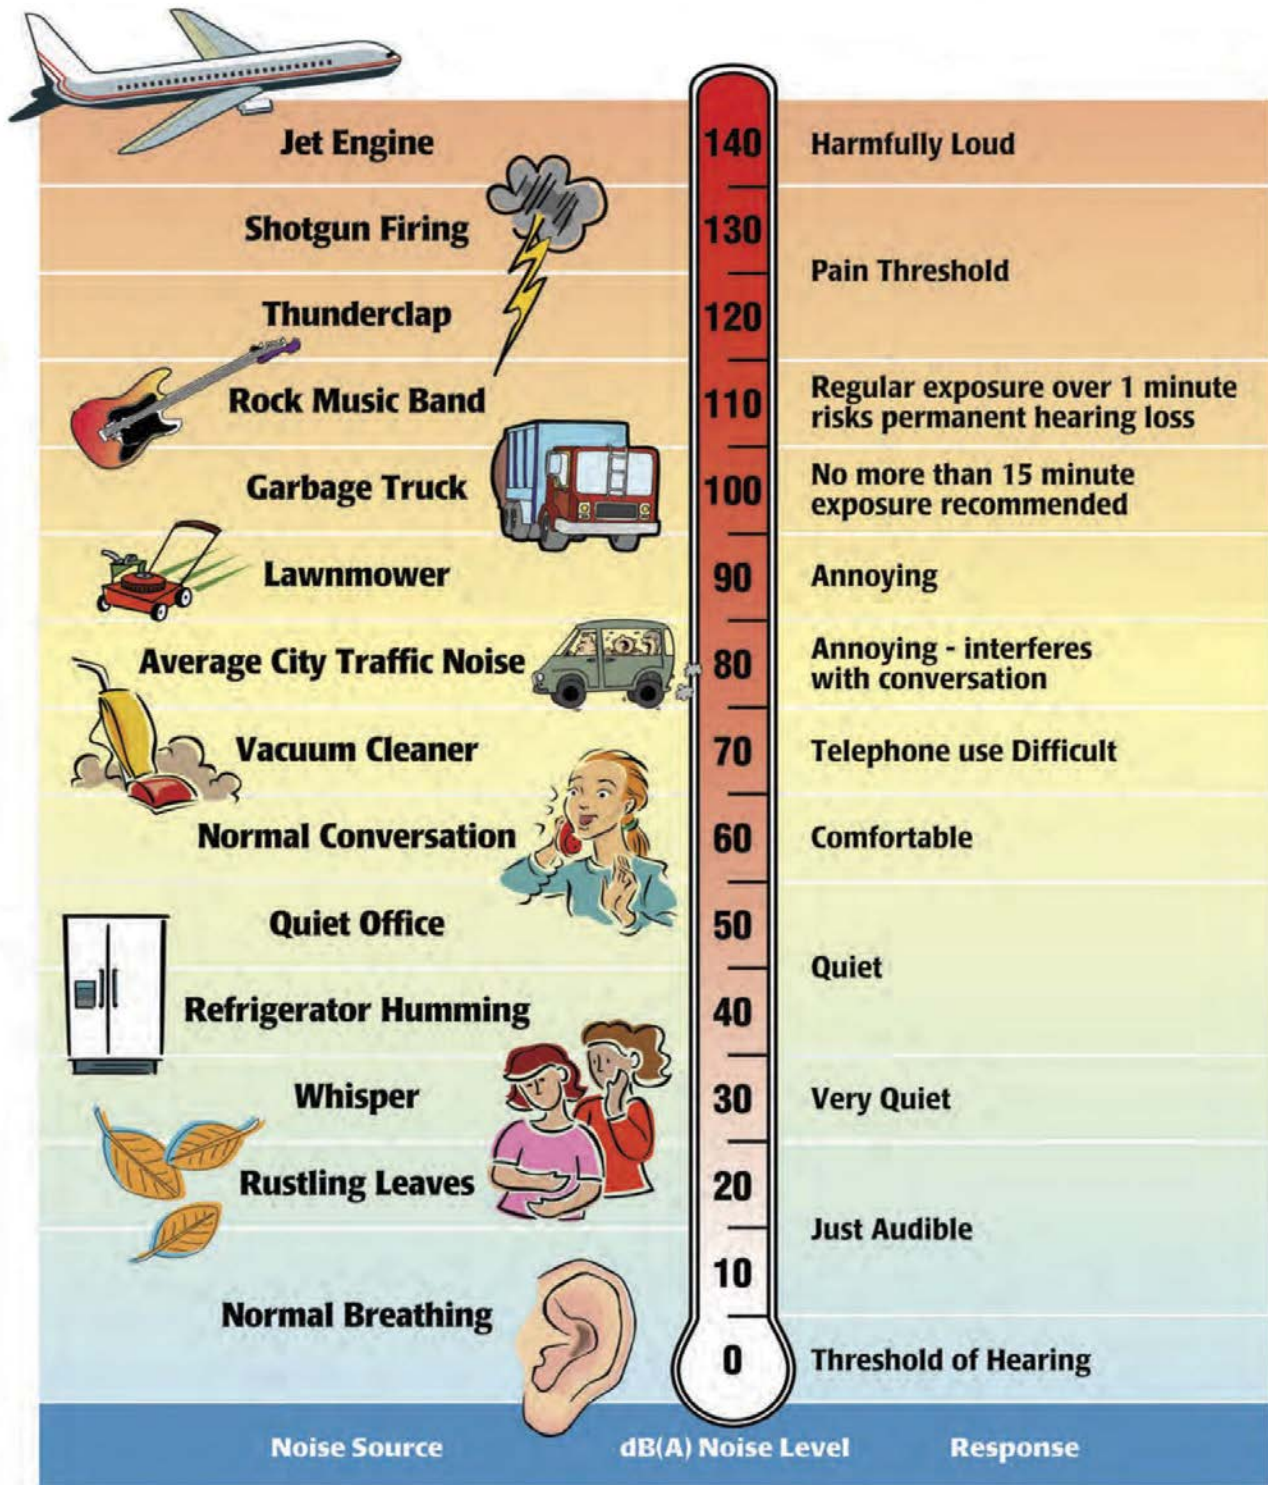 Jet Engine
140
Harmfully Loud
Shotgun Firing
130
Pain Threshold
Thunderclap
120
Rock Music Band
110
Regular exposure over 1 minute
risks permanent hearing loss
Garbage Truck
100
No more than 15 minute
exposure recommended
Lawnmower
90
Annoying
Average City Traffic Noise
80
Annoying - interferes
with conversation
Vacuum Cleaner
70
Telephone use Difficult
Normal Conversation
60
Comfortable
Quiet Office
50
Quiet
Refrigerator Humming
40
Whisper
30
Very Quiet
Rustling Leaves
20
Just Audible
10
Normal Breathing
0
Threshold of Hearing
Noise Source
dB(A) Noise Level
Response